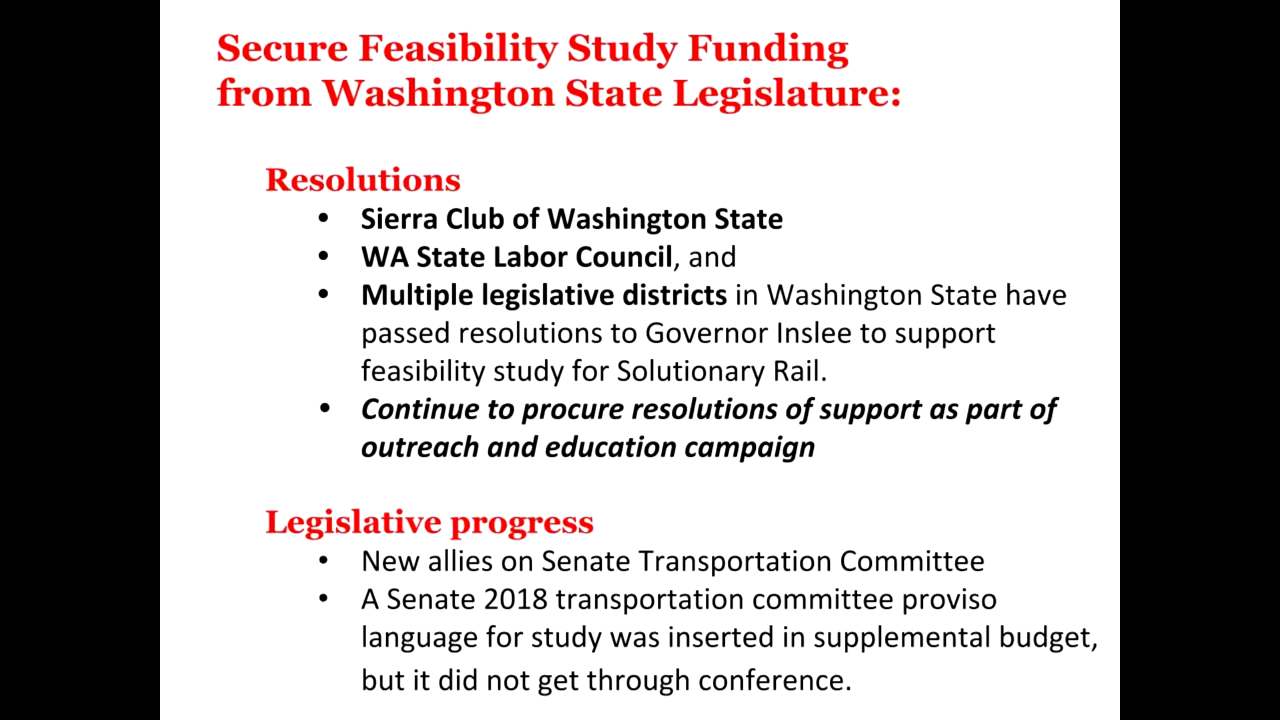 Secure Feasibility Study Funding
from Washington State Legislature:
Resolutions
• Sierra Club of Washington State
• WA State Labor Council, and
• Multiple legislative districts in Washington State have
passed resolutions to Governor Inslee to support
feasibility study for Solutionary Rail.
• Continue to procure resolutions of support as part of
outreach and education campaign
Legislative progress
• New allies on Senate Transportation Committee
• A Senate 2018 transportation committee proviso
language for study was inserted in supplemental budget,
but it did not get through conference.